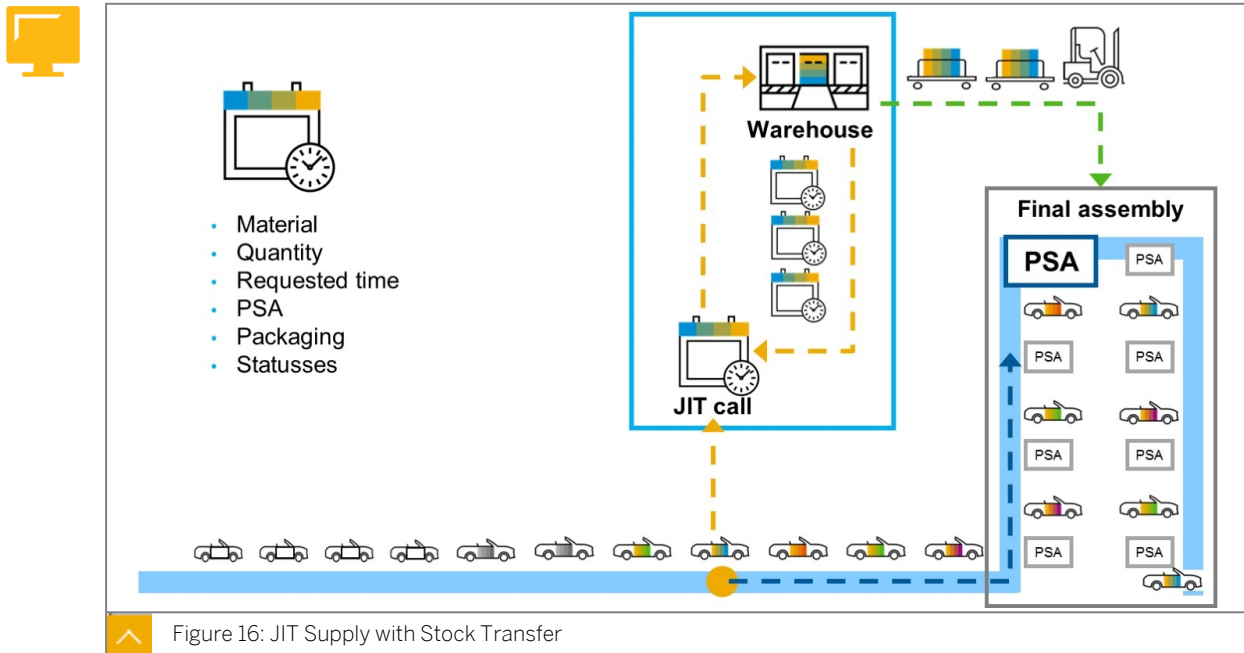 Material
Quantity
Requested time
PSA
Packaging
Statusses
Warehouse
JIT call
Final assembly
PSA
PSA
PSA
PSA
PSA
PSA
PSA
PSA
Figure 16: JIT Supply with Stock Transfer